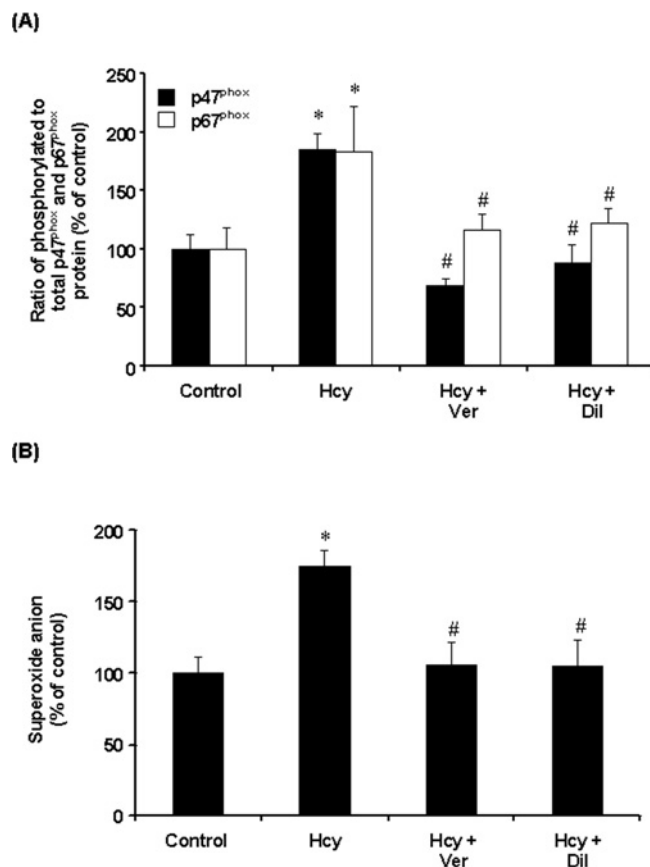 (A)
Ratio of phosphorylated to
total p47phox and p67phox
protein (% of control)
250
200
150
100
50
0
p47phox
p67phox
*
*
#
#
#
#
Control
Hcy
Hcy +
Ver
Hcy +
Dil
(B)
Superoxide anion
(% of control)
200
150
100
50
0
*
#
#
Control
Hcy
Hcy +
Ver
Hcy +
Dil